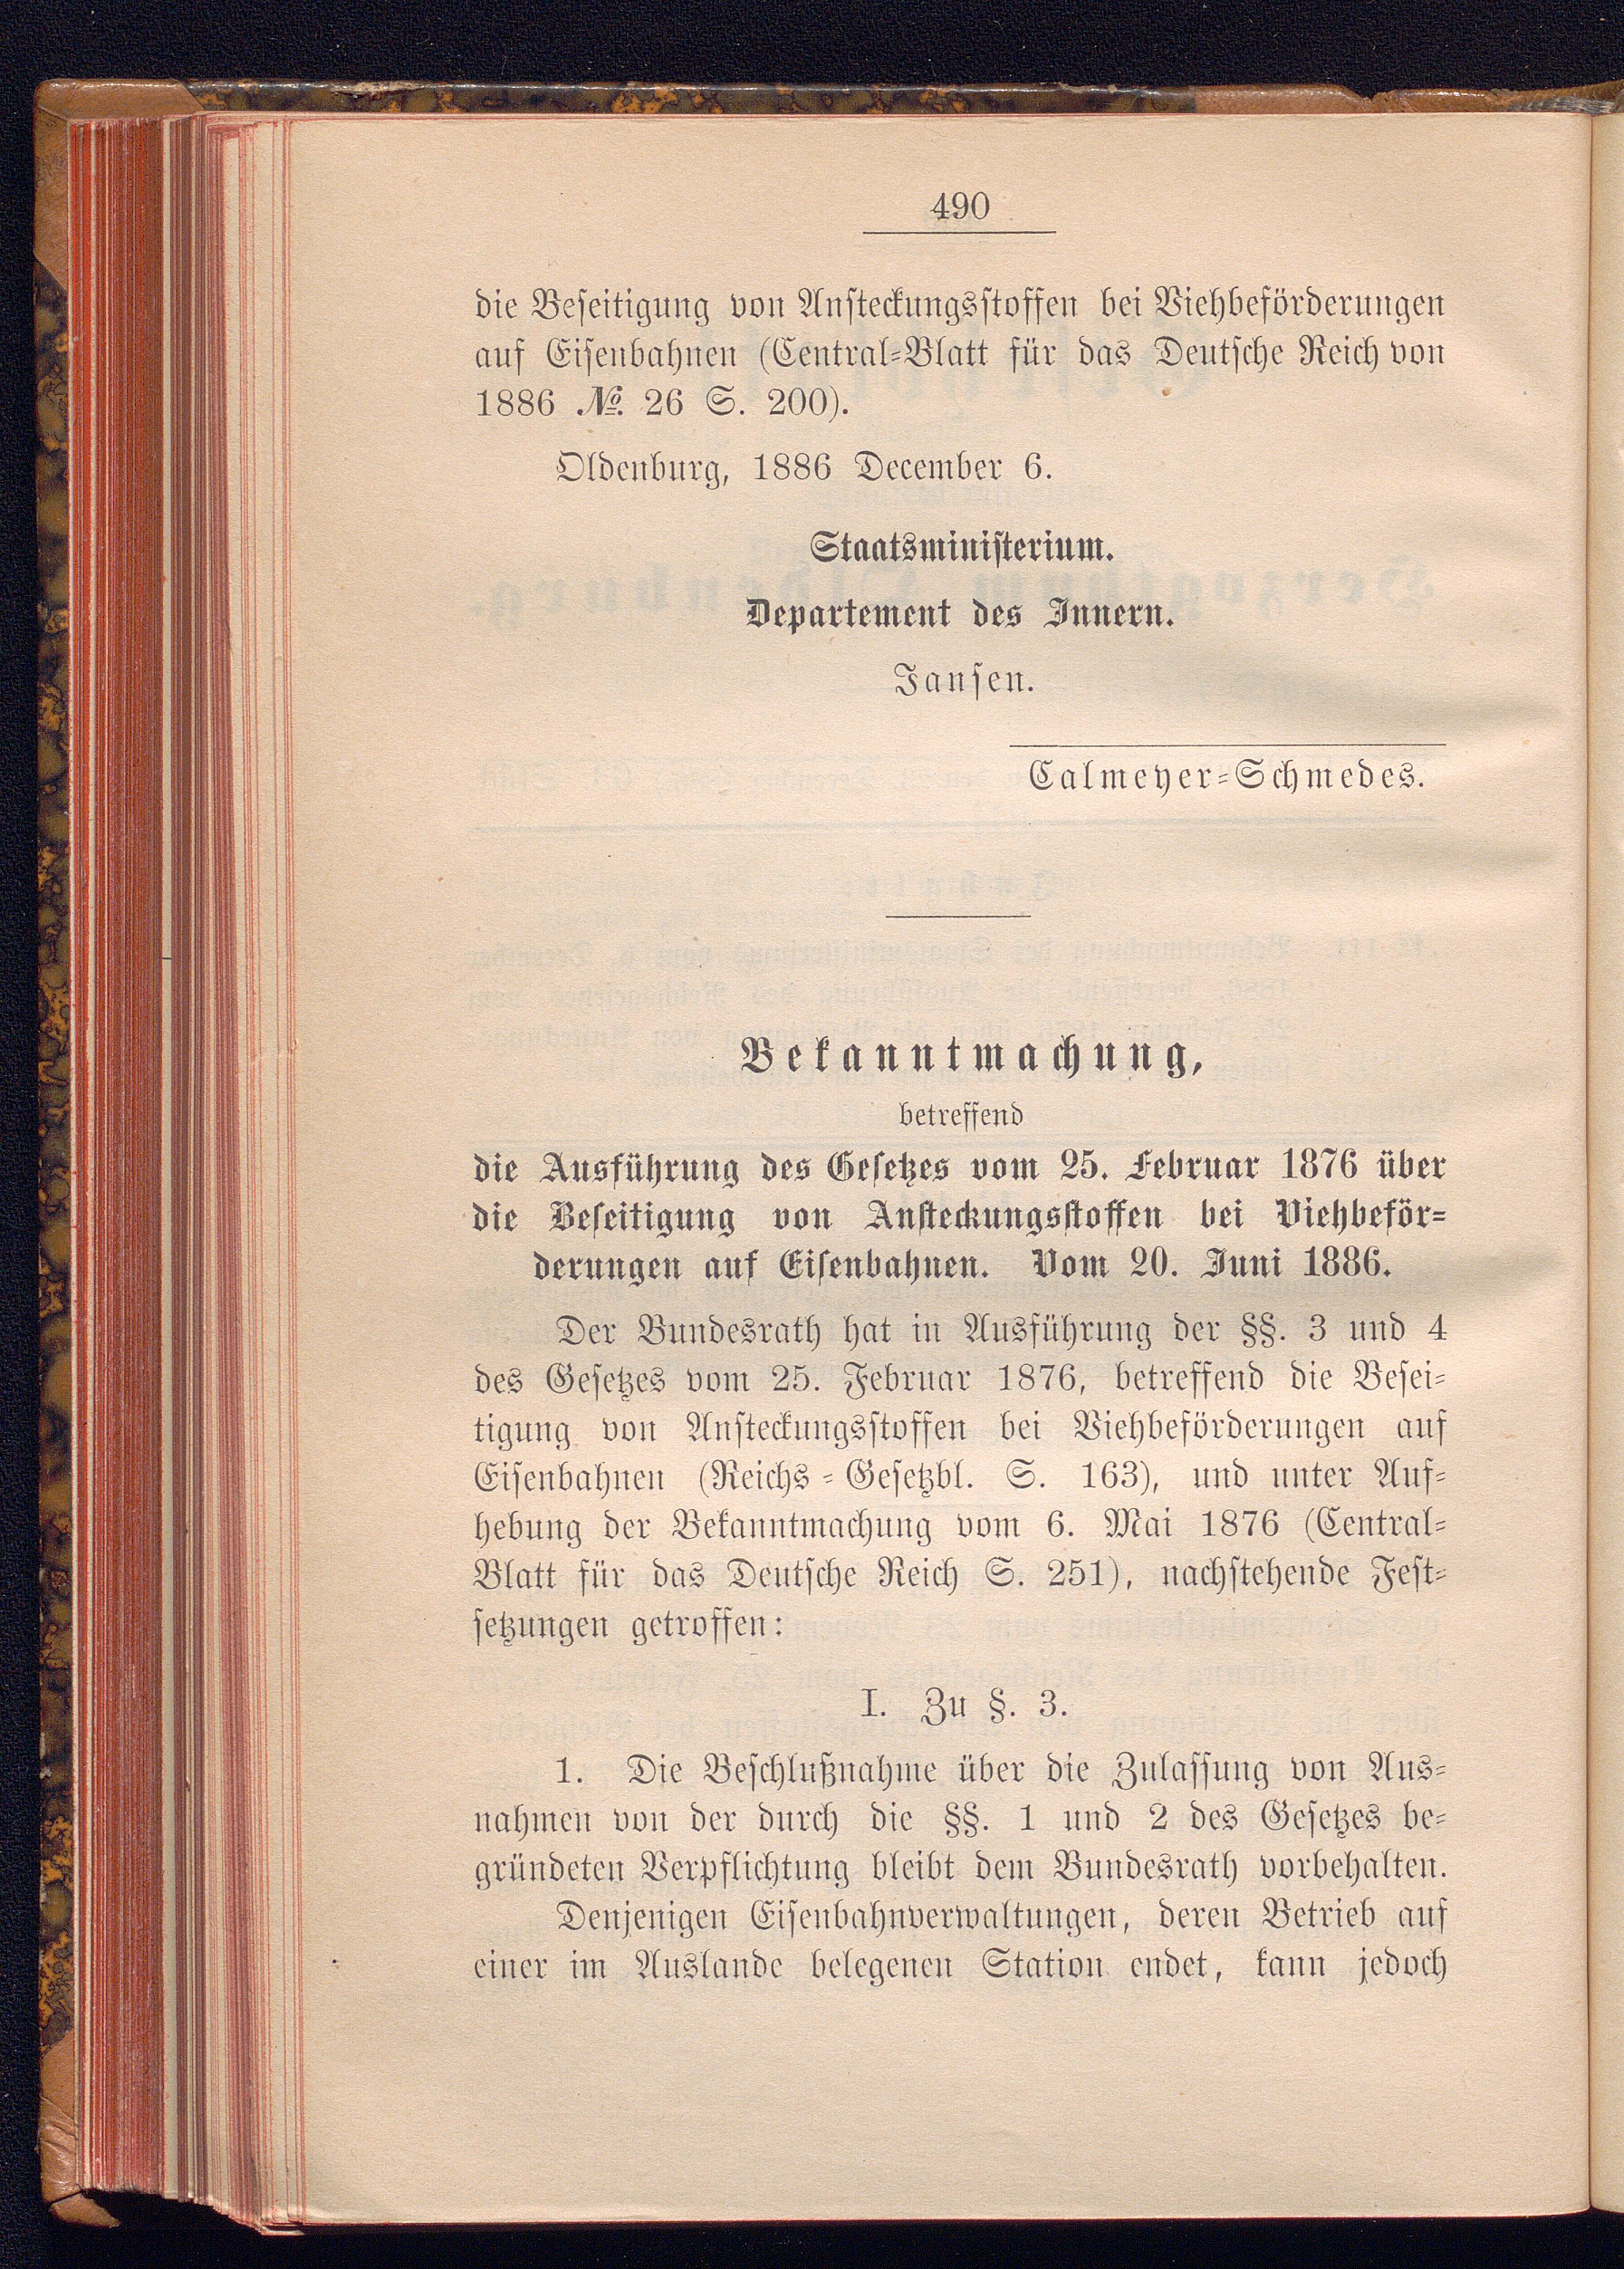 490
die Beseitigung von Ansteckungsstoffen bei Viehbeförderungen
auf Eisenbahnen (Central-Blatt für das Deutsche Reich von
1886 № 26 S. 200).
Oldenburg, 1886 December 6.
Staatsministerium.
Departement des Innern.
Jansen.
Calmeyer-Schmedes.
Bekanntmachung,
betreffend
die Ausführung des Gesetzes vom 25. Februar 1876 über
die Beseitigung von Ansteckungsstoffen bei Viehbeför-
derungen auf Eisenbahnen. Vom 20. Juni 1886.
Der Bundesrath hat in Ausführung der §§. 3 und 4
des Gesetzes vom 25. Februar 1876, betreffend die Besei-
tigung von Ansteckungsstoffen bei Viehbeförderungen auf
Eisenbahnen (Reichs-Gesetzbl. S. 163), und unter Auf-
hebung der Bekanntmachung vom 6. Mai 1876 (Central-
Blatt für das Deutsche Reich S. 251), nachstehende Fest-
setzungen getroffen:
I. Zu §. 3.
1. Die Beschlußnahme über die Zulassung von Aus-
nahmen von der durch die §§. 1 und 2 des Gesetzes be-
gründeten Verpflichtung bleibt dem Bundesrath vorbehalten.
Denjenigen Eisenbahnverwaltungen, deren Betrieb auf
einer im Auslande belegenen Station endet, kann jedoch